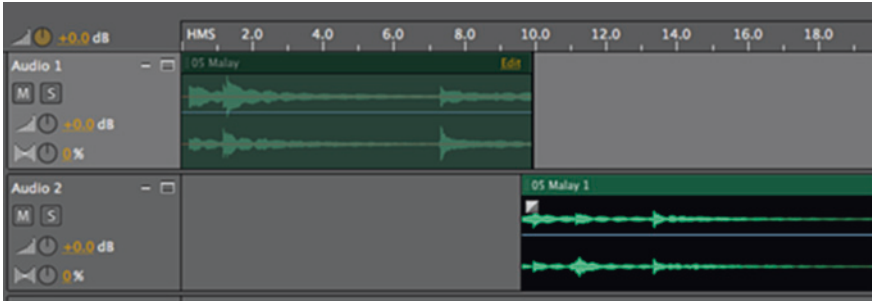 +0.0 dB
HMS 2.0 4.0 6.0 8.0 10.0 12.0 14.0 16.0 18.0
Audio 1
05 Malay Edit
M S
+0.0 dB
0 %
Audio 2
05 Malay 1
M S
+0.0 dB
0 %